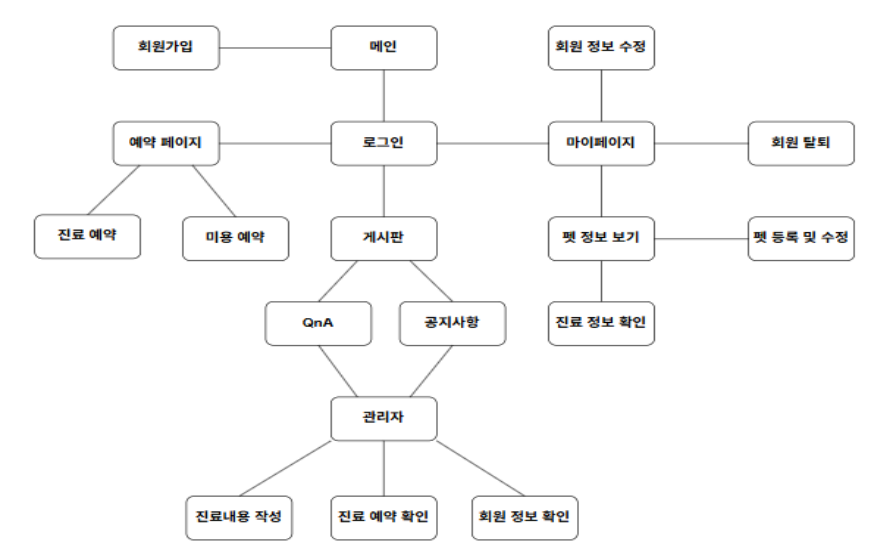 회원가입
메인
회원 정보 수정
예약 페이지
로그인
마이페이지
회원 탈퇴
진료 예약
미용 예약
게시판
펫 정보 보기
펫 등록 및 수정
QnA
공지사항
진료 정보 확인
관리자
진료내용 작성
진료 예약 확인
회원 정보 확인